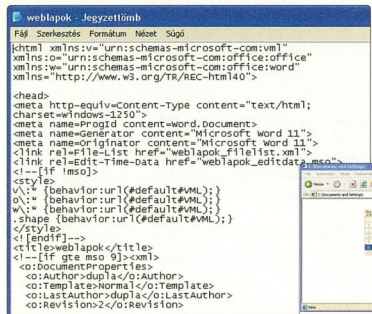 weblapok - Jegyzettömb
Fájl Szerkesztés Formátum Nézet Súgó
<html xmlns:v="urn:schemas-microsoft-com:vml"
xmlns:o="urn:schemas-microsoft-com:office:office"
xmlns:w="urn:schemas-microsoft-com:office:word"
xmlns="http://www.w3.org/TR/REC-html40">
<head>
<meta http-equiv=Content-Type content="text/html;
charset=windows-1250">
<meta name=ProgId content=Word.Document>
<meta name=Generator content="Microsoft Word 11">
<meta name=Originator content="Microsoft Word 11">
<link rel=File-List href="weblapok_filelist.xml">
<link rel=Edit-Time-Data href="weblapok_editdata.mso">
<!--[if !mso]>
<style>
v\:* {behavior:url(#default#VML);}
o\:* {behavior:url(#default#VML);}
w\:* {behavior:url(#default#VML);}
.shape {behavior:url(#default#VML);}
</style>
<![endif]-->
<title>weblapok</title>
<!--[if gte mso 9]><xml>
<o:DocumentProperties>
<o:Author>dupla</o:Author>
<o:Template>Normal</o:Template>
<o:LastAuthor>dupla</o:LastAuthor>
<o:Revision>2</o:Revision>